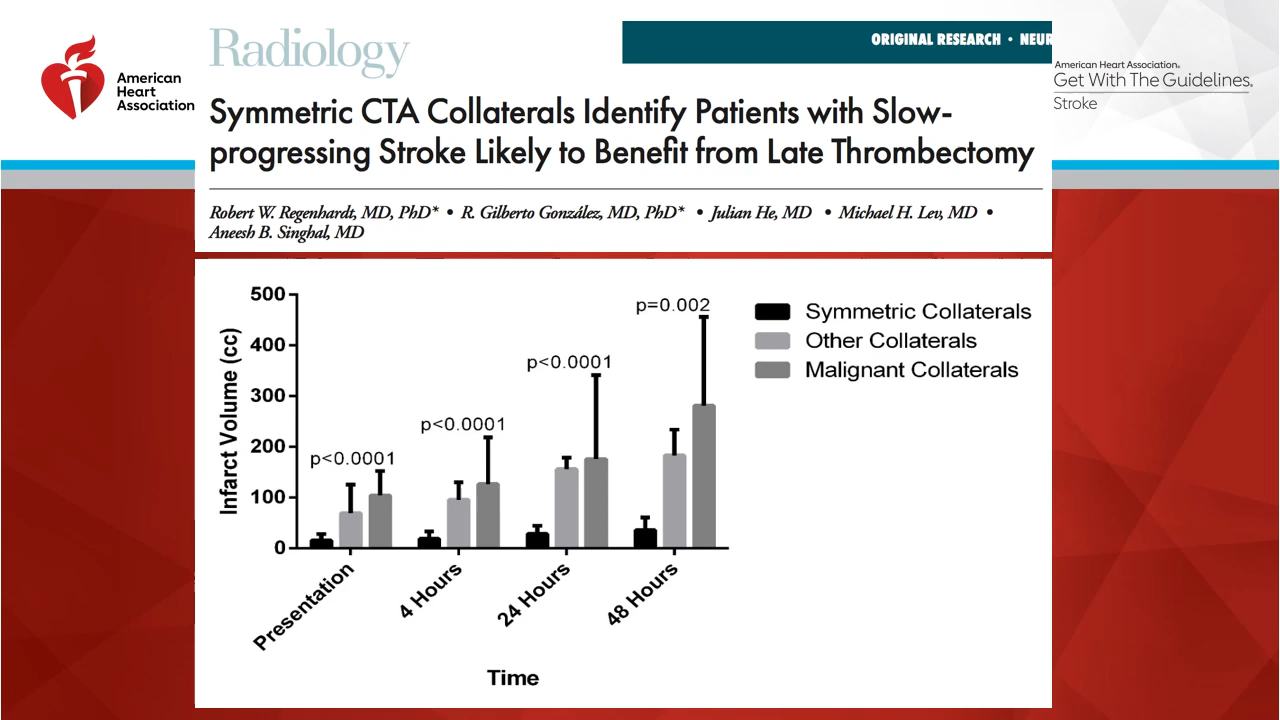 American
Heart
Association
Radiology
ORIGINAL RESEARCH • NEUR
American Heart Association®
Get With The Guidelines®
Stroke
Symmetric CTA Collaterals Identify Patients with Slow-
progressing Stroke Likely to Benefit from Late Thrombectomy
Robert W. Regenhardt, MD, PhD* • R. Gilberto González, MD, PhD* • Julian He, MD • Michael H. Lev, MD •
Aneesh B. Singhal, MD
Infarct Volume (cc)
500
400
300
200
100
0
p<0.0001
p<0.0001
p<0.0001
p=0.002
Symmetric Collaterals
Other Collaterals
Malignant Collaterals
Presentation
4 Hours
24 Hours
48 Hours
Time